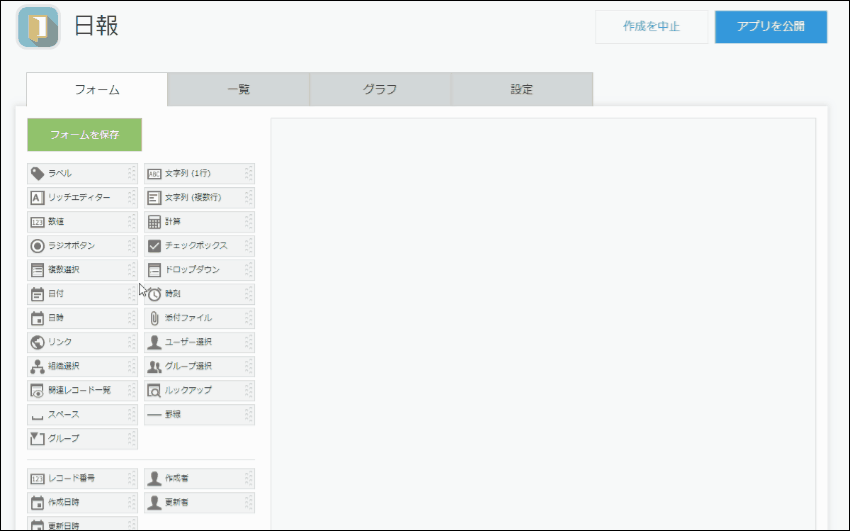 日報
作成を中止
アプリを公開
フォーム
一覧
グラフ
設定
フォームを保存
ラベル
文字列 (1行)
リッチエディター
文字列 (複数行)
数値
計算
ラジオボタン
チェックボックス
複数選択
ドロップダウン
日付
時刻
日時
添付ファイル
リンク
ユーザー選択
組織選択
グループ選択
関連レコード一覧
ルックアップ
スペース
罫線
グループ
レコード番号
作成者
作成日時
更新者
更新日時